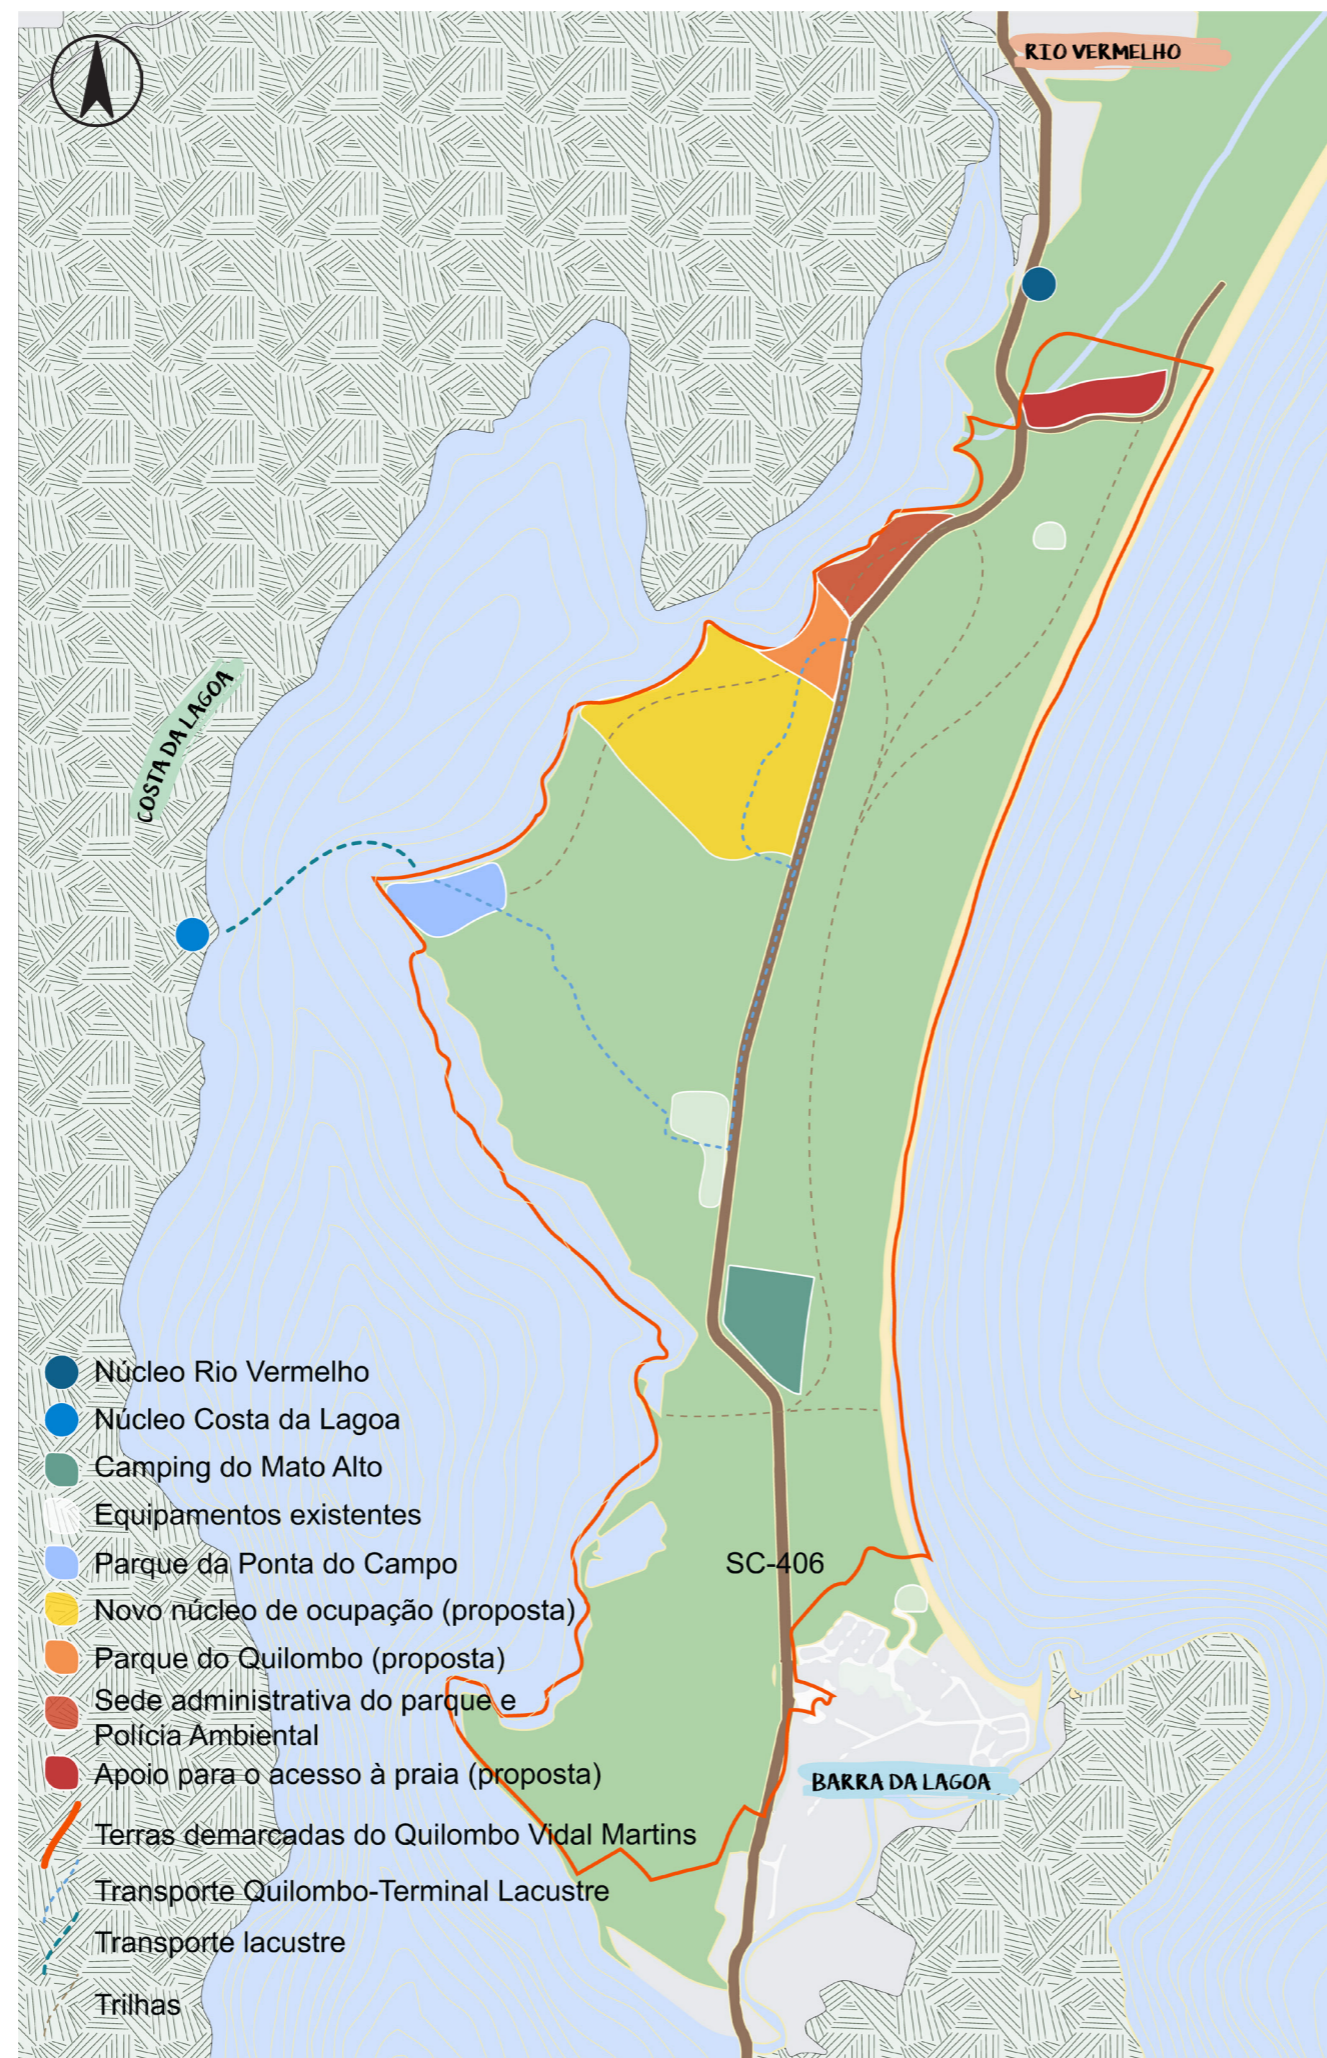 RIO VERMELHO
COSTA DA LAGOA
Núcleo Rio Vermelho
Núcleo Costa da Lagoa
Camping do Mato Alto
Equipamentos existentes
Parque da Ponta do Campo
SC-406
Novo núcleo de ocupação (proposta)
Parque do Quilombo (proposta)
Sede administrativa do parque e
Polícia Ambiental
Apoio para o acesso à praia (proposta)
BARRA DA LAGOA
Terras demarcadas do Quilombo Vidal Martins
Transporte Quilombo-Terminal Lacustre
Transporte lacustre
Trilhas